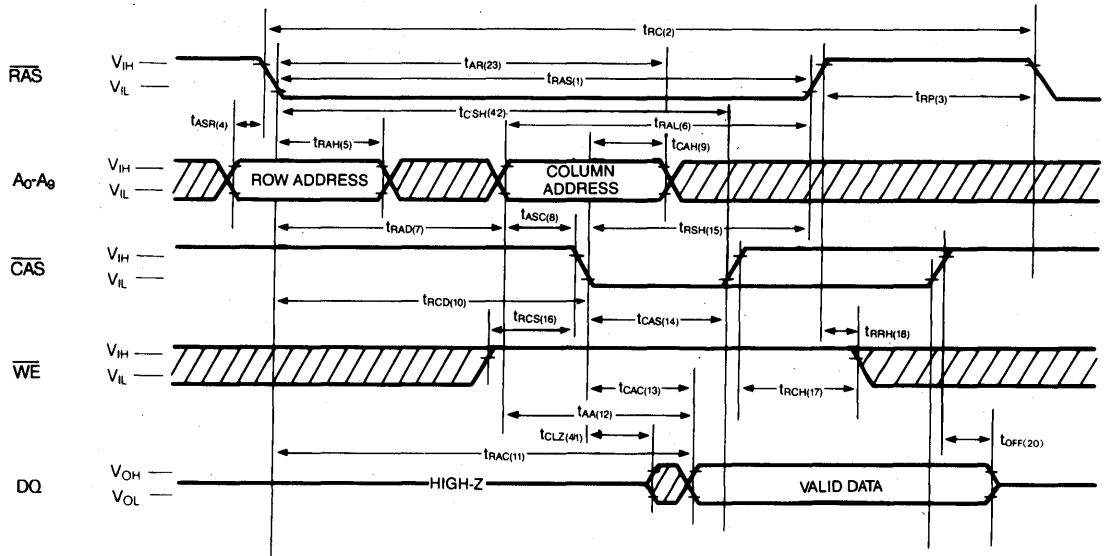 tRC(2)
RAS VIH
VIL
tAR(23)
tRAS(1)
tRP(3)
tASR(4)
tCSH(42)
tRAL(6)
tRAH(5)
tCAH(9)
A0-A9 VIH
VIL
ROW ADDRESS
COLUMN
ADDRESS
tASC(8)
tRAD(7)
tRSH(15)
CAS VIH
VIL
tRCD(10)
tRCS(16)
tCAS(14)
tRRH(18)
WE VIH
VIL
tCAC(13)
tRCH(17)
tAA(12)
tCLZ(41)
tOFF(20)
tRAC(11)
DQ VOH
VOL
HIGH-Z
VALID DATA